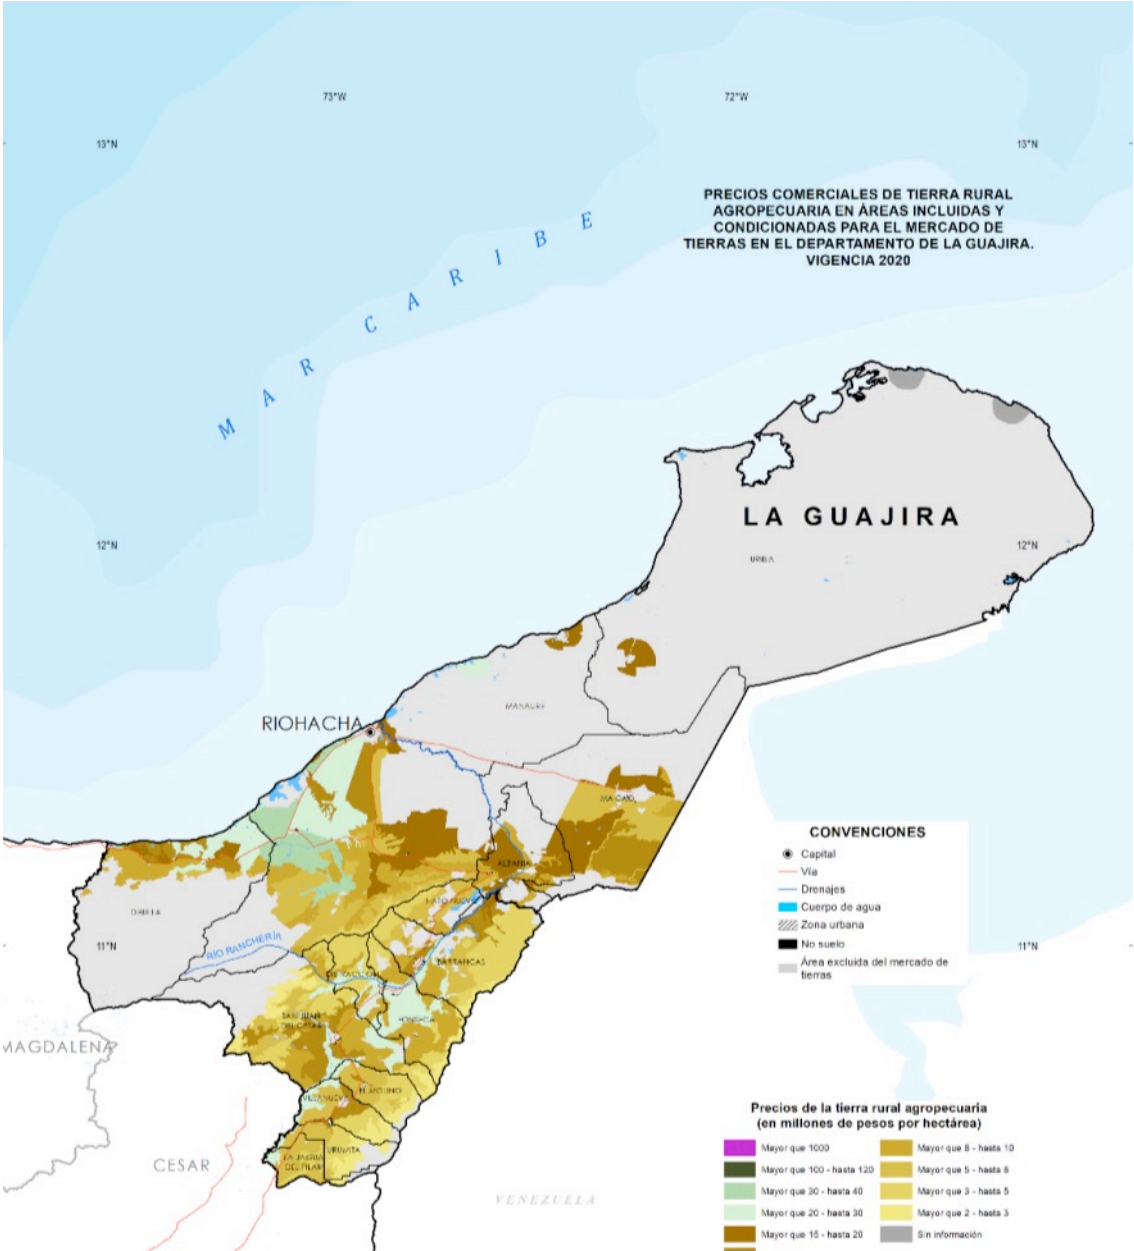 73°W
72°W
13°N
13°N
PRECIOS COMERCIALES DE TIERRA RURAL
AGROPECUARIA EN ÁREAS INCLUIDAS Y
CONDICIONADAS PARA EL MERCADO DE
TIERRAS EN EL DEPARTAMENTO DE LA GUAJIRA.
VIGENCIA 2020
MAR CARIBE
LA GUAJIRA
12°N
12°N
URIBIA
MANAURE
RIOHACHA
MAICAO
ALBANIA
HATO NUEVO
DIBULLA
11°N
11°N
RÍO RANCHERÍA
BARRANCAS
DISTRACCION
FONSECA
SAN JUAN
DEL CESAR
EL MOLINO
VILLANUEVA
URUMITA
LA JAGUA
DEL PILAR
MAGDALENA
CESAR
VENEZUELA
CONVENCIONES
Capital
Vía
Drenajes
Cuerpo de agua
Zona urbana
No suelo
Área excluida del mercado de
tierras
Precios de la tierra rural agropecuaria
(en millones de pesos por hectárea)
Mayor que 1000
Mayor que 100 - hasta 120
Mayor que 30 - hasta 40
Mayor que 20 - hasta 30
Mayor que 15 - hasta 20
Mayor que 8 - hasta 10
Mayor que 5 - hasta 8
Mayor que 3 - hasta 5
Mayor que 2 - hasta 3
Sin información